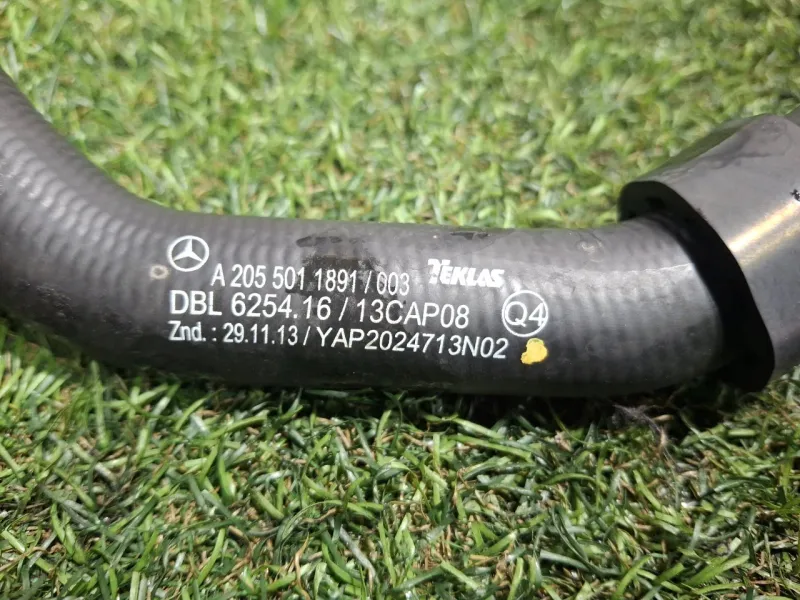 A 205 501 1891 / 003 TEKLAS
DBL 6254.16 / 13CAP08 Q4
Znd. : 29.11.13 / YAP2024713N02